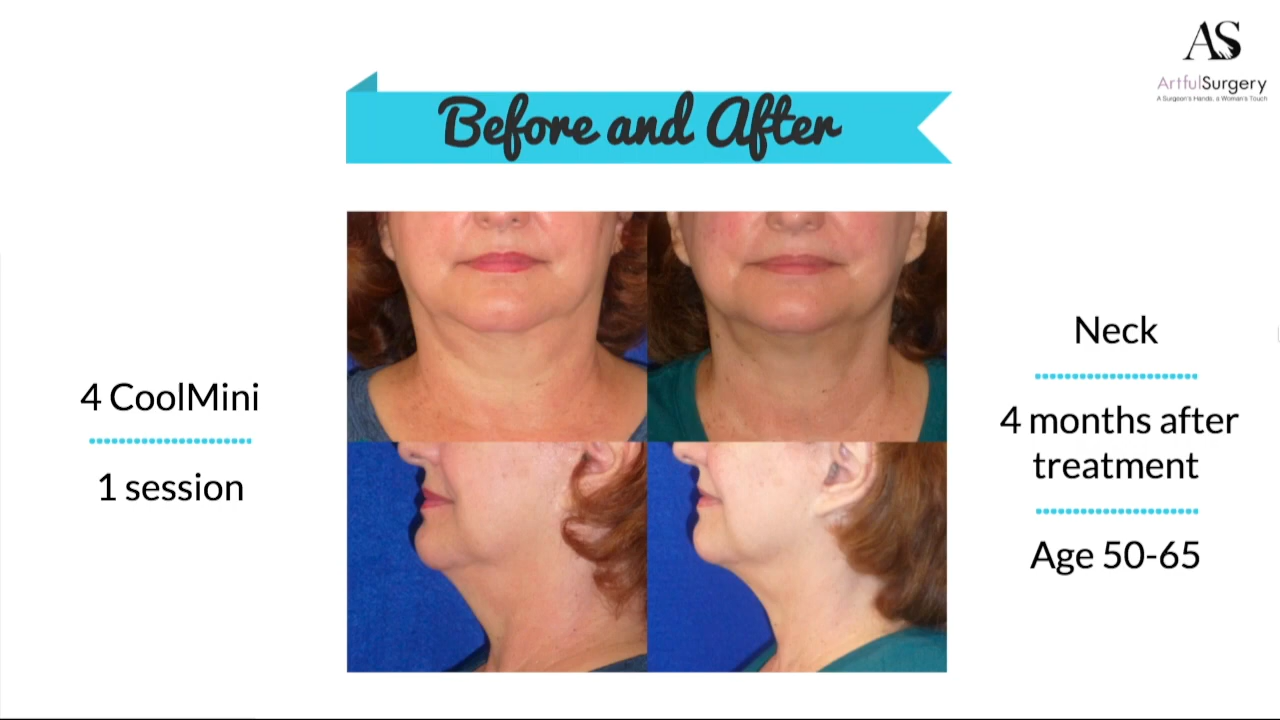 AS
ArtfulSurgery
A Surgeon's Hands, a Woman's Touch
Before and After
4 CoolMini
1 session
Neck
4 months after
treatment
Age 50-65